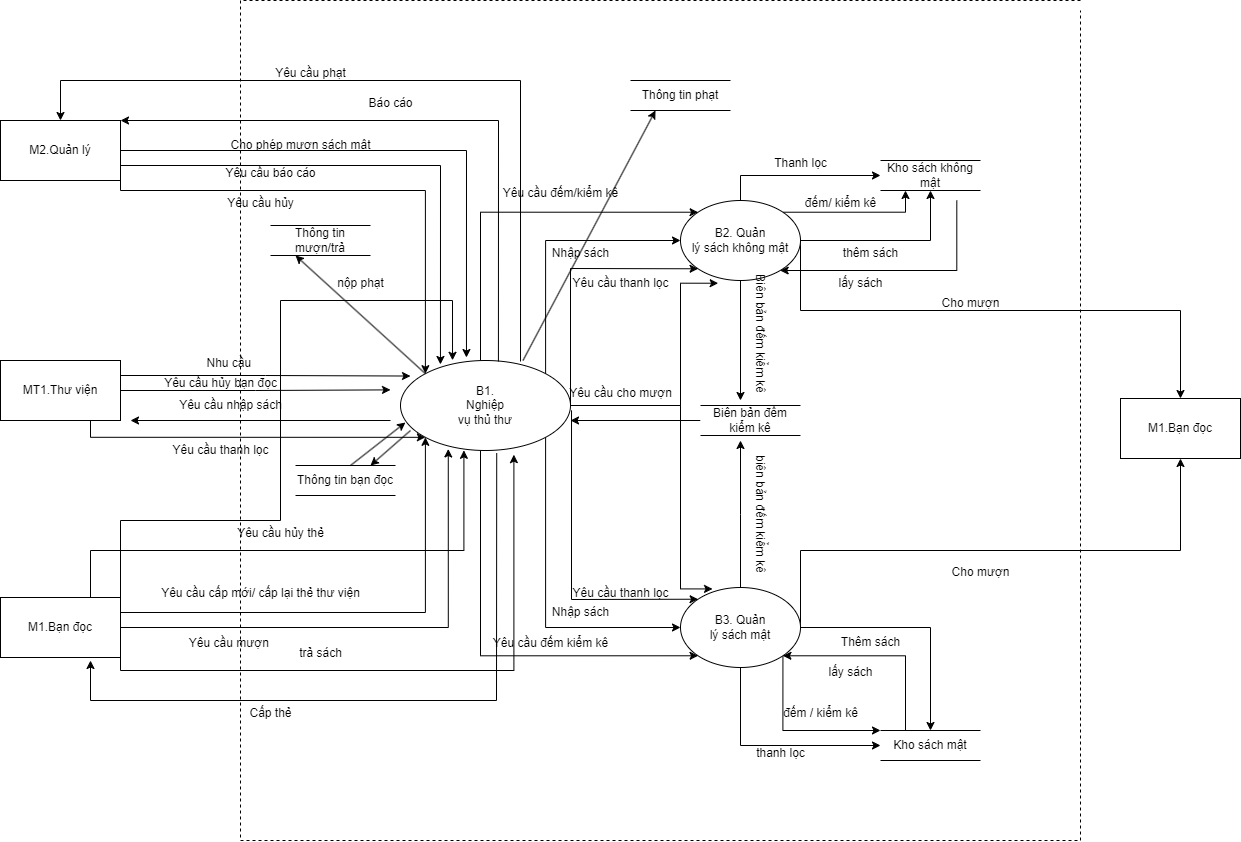 Yêu cầu phạt
Thông tin phạt
Báo cáo
M2.Quản lý
Cho phép mươn sách mât
Yêu cầu báo cáo
Yêu cầu hủy
Thanh lọc
Kho sách không
mật
Yêu cầu đếm/kiểm kê
đếm/ kiểm kê
Thông tin
mượn/trả
B2. Quản
lý sách không mật
Nhập sách
thêm sách
nộp phạt
Yêu cầu thanh lọc
lấy sách
Biên bản đếm kiểm kê
Cho mượn
Nhu cầu
Yêu cầu hủy bạn đọc
MT1.Thư viện
B1.
Nghiệp
vụ thủ thư
Yêu cầu cho mượn
Yêu cầu nhập sách
Biên bản đêm
kiểm kê
M1.Bạn đọc
Yêu cầu thanh lọc
Thông tin bạn đọc
biên bản đếm kiểm kê
Yêu cầu hủy thẻ
Cho mượn
Yêu cầu cấp mới/ cấp lại thẻ thư viện
Yêu cầu thanh lọc
Nhập sách
M1.Bạn đọc
B3. Quản
lý sách mật
Yêu cầu mượn
Yêu cầu đếm kiểm kê
Thêm sách
trả sách
lấy sách
Cấp thẻ
đếm / kiểm kê
Kho sách mật
thanh lọc